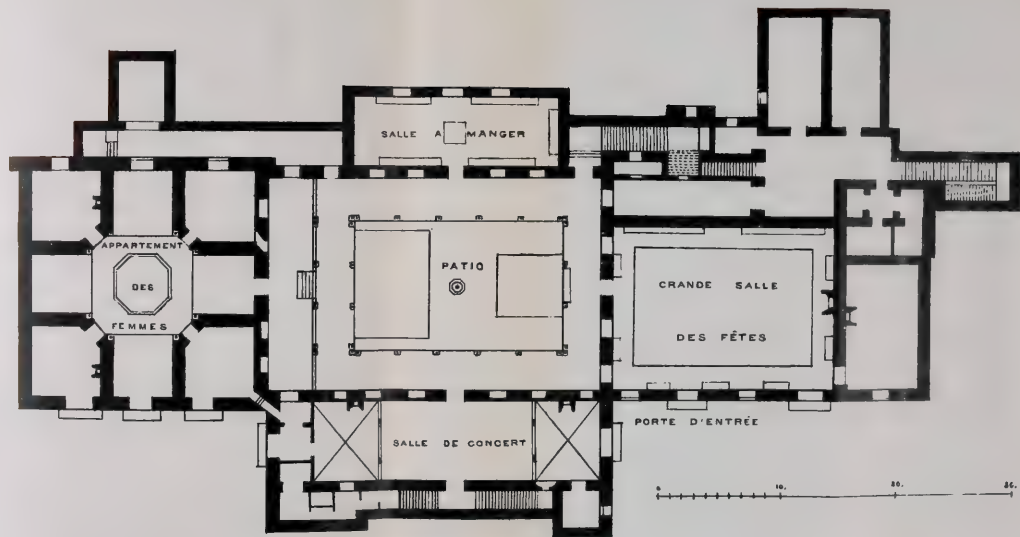 SALLE A MANGER
APPARTEMENT
DES
FEMMES
PATIO
GRANDE SALLE
DES FÊTES
SALLE DE CONCERT
PORTE D'ENTRÉE
0 10. 20. 30.